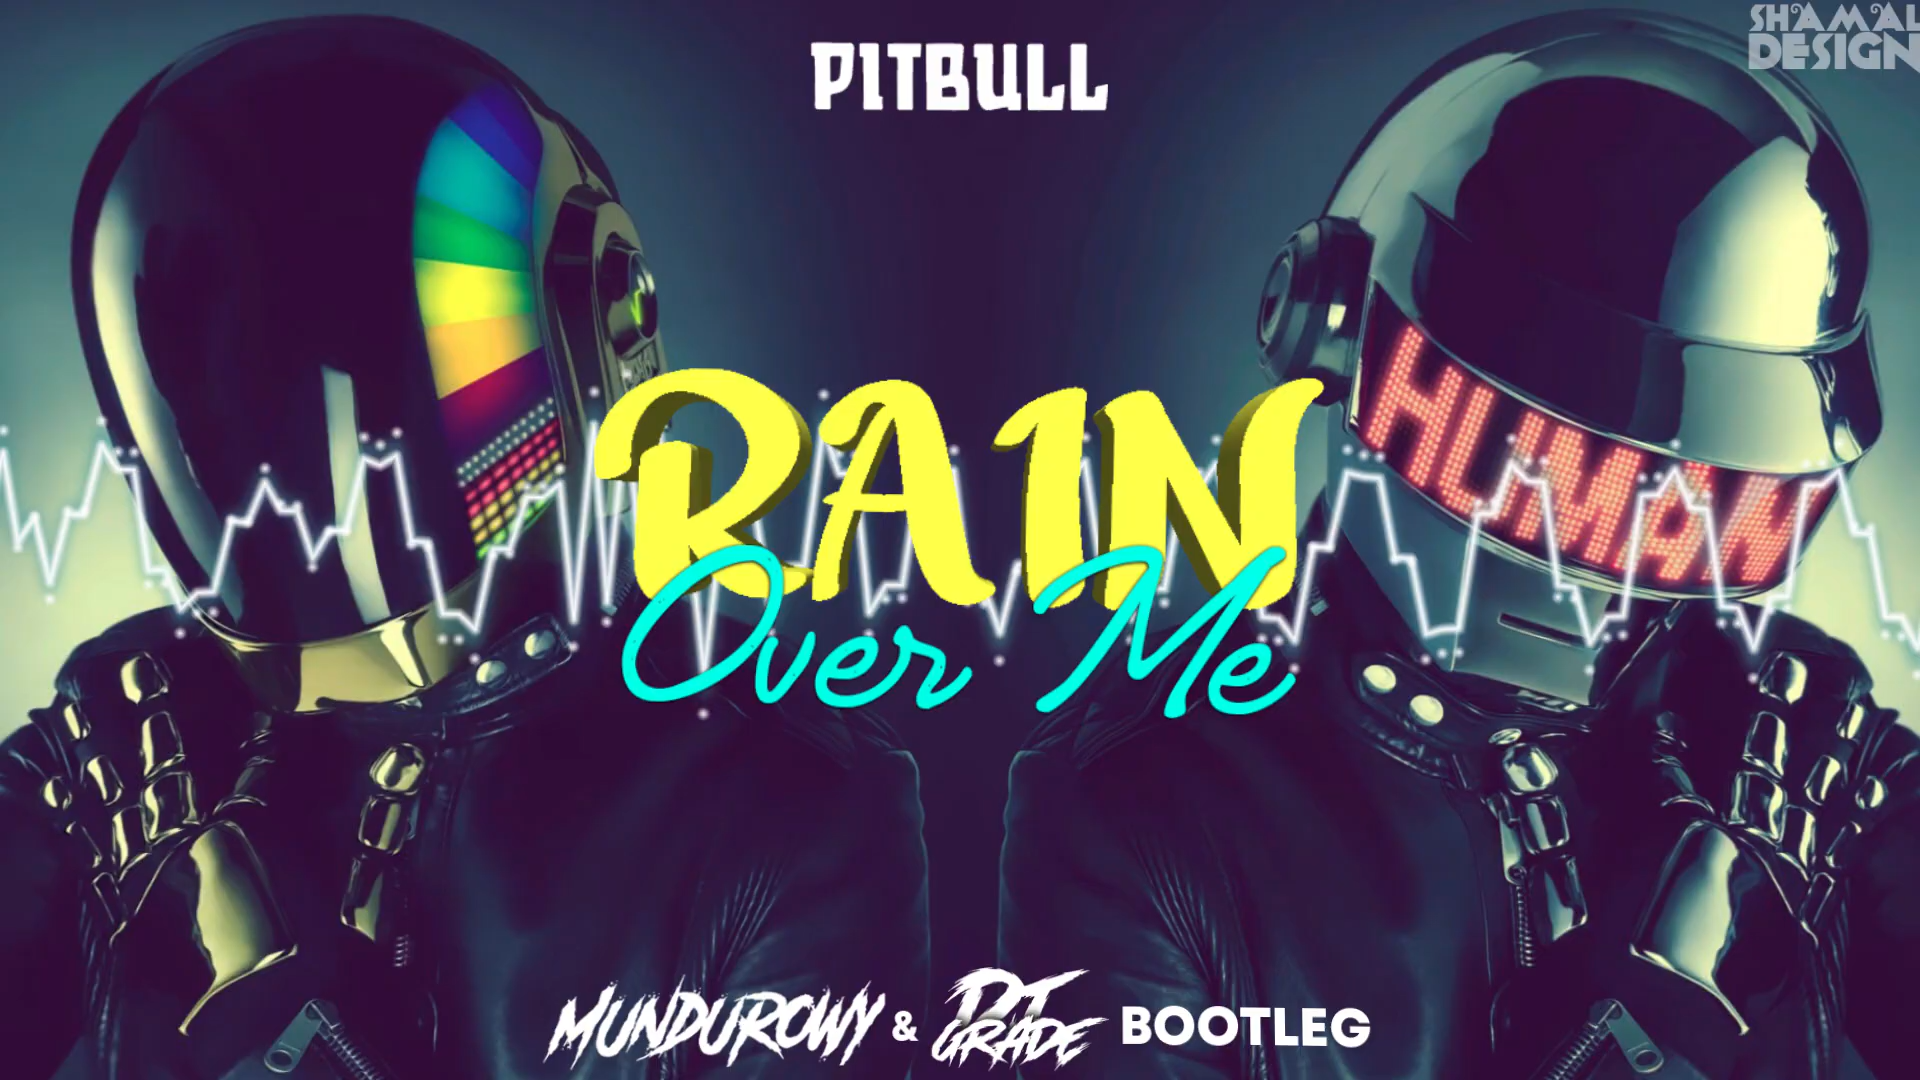 SHAMAL
DESIGN
PITBULL
HUMAN
RAIN
Over Me
MUNDUROWY & DJ GRADE BOOTLEG